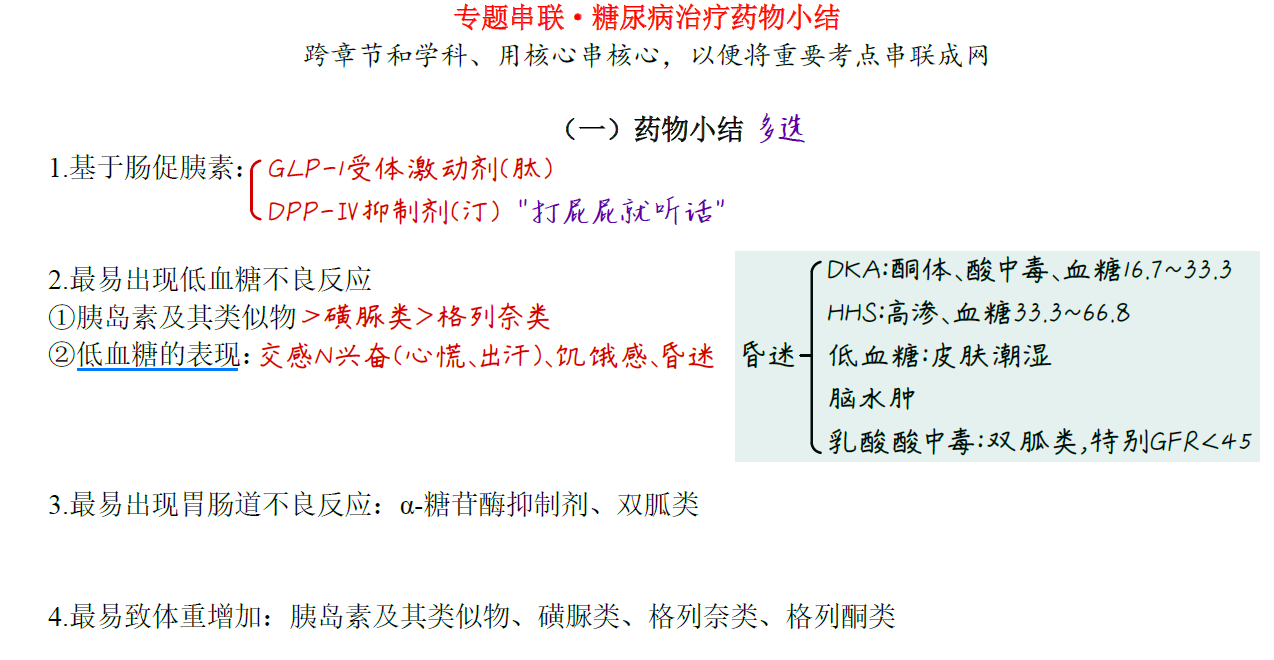 专题串联·糖尿病治疗药物小结
跨章节和学科、用核心串核心，以便将重要考点串联成网
（一）药物小结 多选
1.基于肠促胰素：
GLP-1受体激动剂(肽)
DPP-IV抑制剂(汀) "打屁屁就听话"
2.最易出现低血糖不良反应
①胰岛素及其类似物>磺脲类>格列奈类
②低血糖的表现：交感N兴奋(心慌、出汗)、饥饿感、昏迷
昏迷
DKA:酮体、酸中毒、血糖16.7~33.3
HHS:高渗、血糖33.3~66.8
低血糖:皮肤潮湿
脑水肿
乳酸酸中毒:双胍类,特别GFR<45
3.最易出现胃肠道不良反应：α-糖苷酶抑制剂、双胍类
4.最易致体重增加：胰岛素及其类似物、磺脲类、格列奈类、格列酮类